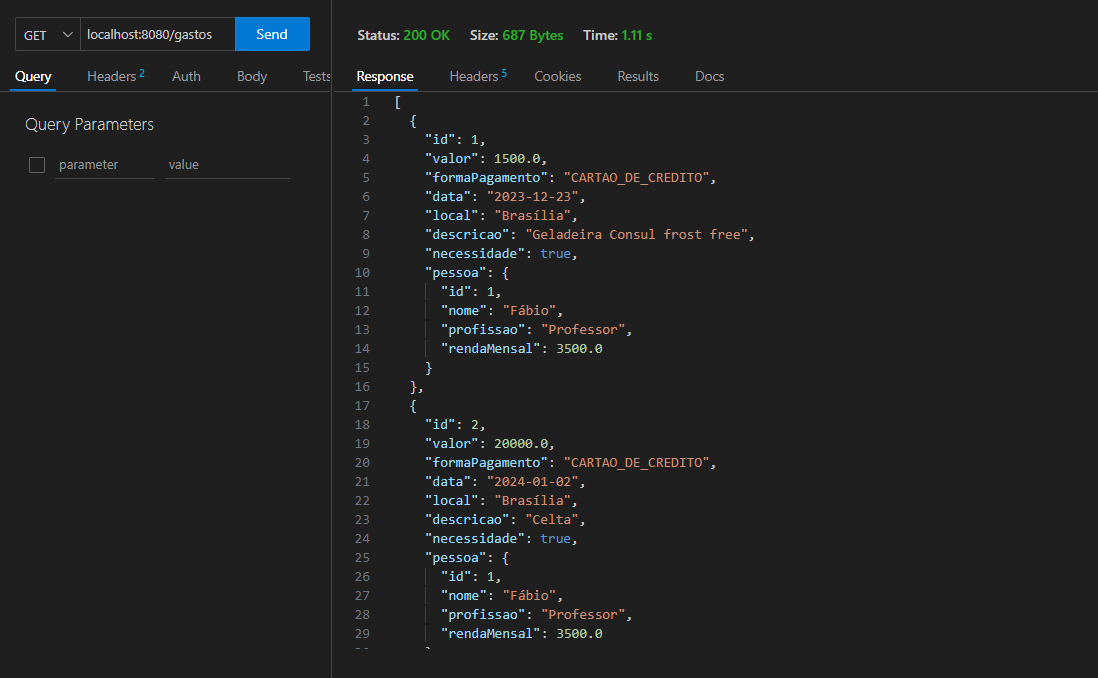 GET localhost:8080/gastos Send
Query Headers 2 Auth Body Tests
Query Parameters
parameter value
Status: 200 OK Size: 687 Bytes Time: 1.11 s
Response Headers 5 Cookies Results Docs
1 [
2 {
3 "id": 1,
4 "valor": 1500.0,
5 "formaPagamento": "CARTAO_DE_CREDITO",
6 "data": "2023-12-23",
7 "local": "Brasília",
8 "descricao": "Geladeira Consul frost free",
9 "necessidade": true,
10 "pessoa": {
11 "id": 1,
12 "nome": "Fábio",
13 "profissao": "Professor",
14 "rendaMensal": 3500.0
15 }
16 },
17 {
18 "id": 2,
19 "valor": 20000.0,
20 "formaPagamento": "CARTAO_DE_CREDITO",
21 "data": "2024-01-02",
22 "local": "Brasília",
23 "descricao": "Celta",
24 "necessidade": true,
25 "pessoa": {
26 "id": 1,
27 "nome": "Fábio",
28 "profissao": "Professor",
29 "rendaMensal": 3500.0